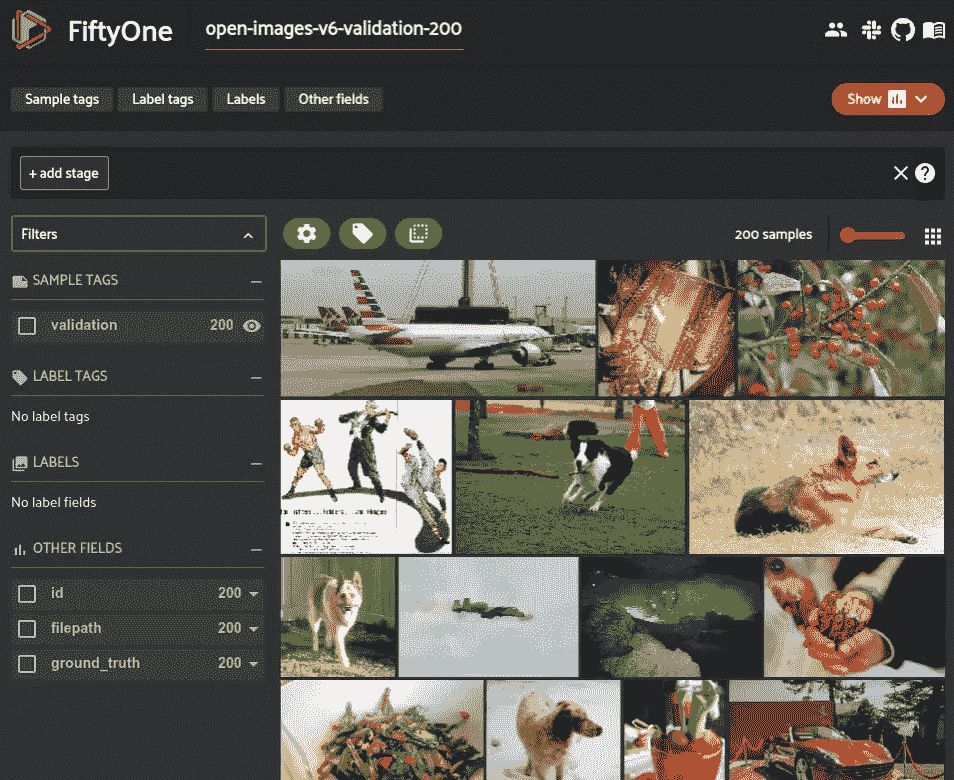 FiftyOne
open-images-v6-validation-200
Sample tags
Label tags
Labels
Other fields
Show
+ add stage
Filters
200 samples
SAMPLE TAGS
validation 200
LABEL TAGS
No label tags
LABELS
No label fields
OTHER FIELDS
id 200
filepath 200
ground_truth 200